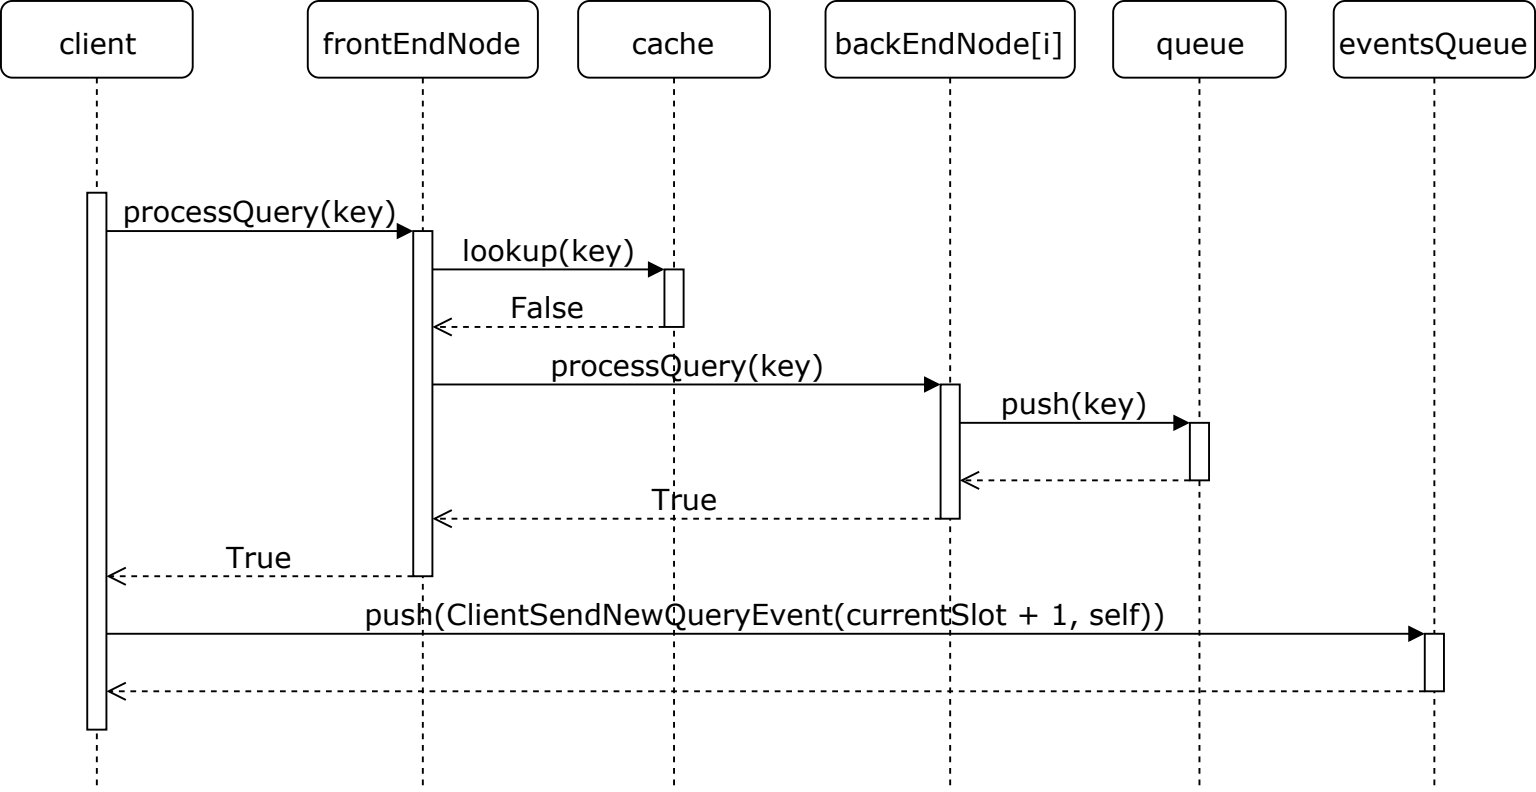 client
frontEndNode
cache
backEndNode[i]
queue
eventsQueue
processQuery(key)
lookup(key)
False
processQuery(key)
push(key)
True
True
push(ClientSendNewQueryEvent(currentSlot + 1, self))